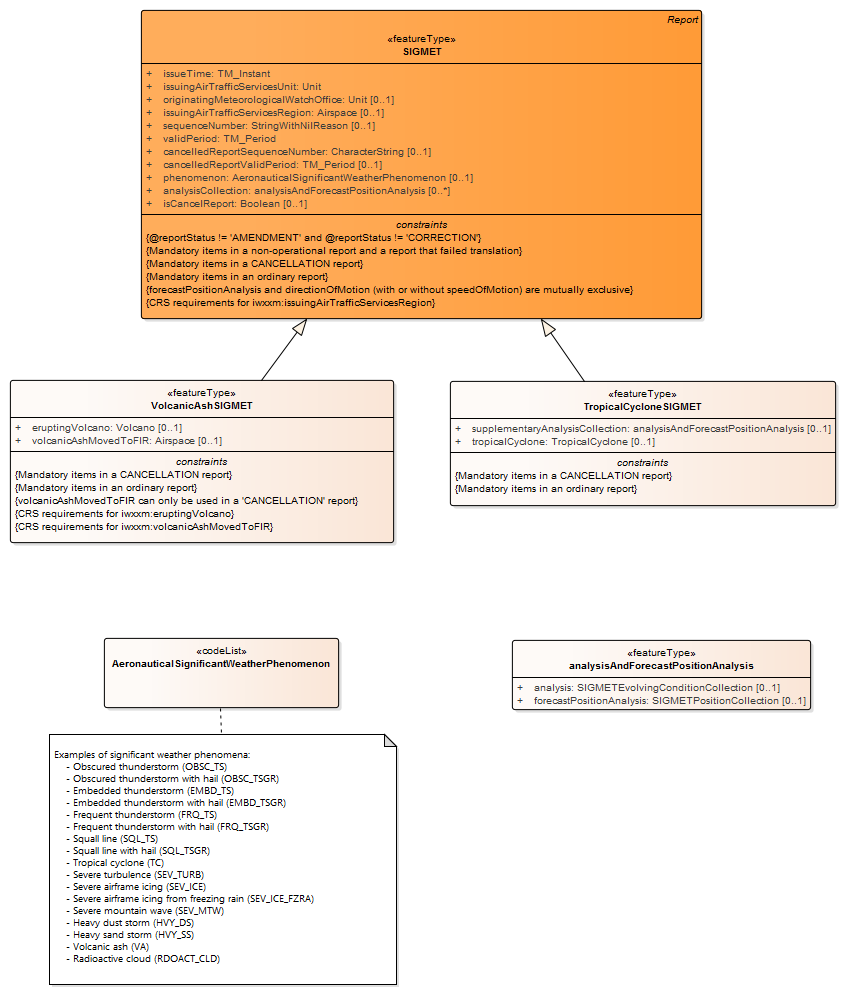 Report
«featureType»
SIGMET
+ issueTime: TM_Instant
+ issuingAirTrafficServicesUnit: Unit
+ originatingMeteorologicalWatchOffice: Unit [0..1]
+ issuingAirTrafficServicesRegion: Airspace [0..1]
+ sequenceNumber: StringWithNilReason [0..1]
+ validPeriod: TM_Period
+ cancelledReportSequenceNumber: CharacterString [0..1]
+ cancelledReportValidPeriod: TM_Period [0..1]
+ phenomenon: AeronauticalSignificantWeatherPhenomenon [0..1]
+ analysisCollection: analysisAndForecastPositionAnalysis [0..*]
+ isCancelReport: Boolean [0..1]
constraints
{@reportStatus != 'AMENDMENT' and @reportStatus != 'CORRECTION'}
{Mandatory items in a non-operational report and a report that failed translation}
{Mandatory items in a CANCELLATION report}
{Mandatory items in an ordinary report}
{forecastPositionAnalysis and directionOfMotion (with or without speedOfMotion) are mutually exclusive}
{CRS requirements for iwxxm:issuingAirTrafficServicesRegion}
«featureType»
VolcanicAshSIGMET
+ eruptingVolcano: Volcano [0..1]
+ volcanicAshMovedToFIR: Airspace [0..1]
constraints
{Mandatory items in a CANCELLATION report}
{Mandatory items in an ordinary report}
{volcanicAshMovedToFIR can only be used in a 'CANCELLATION' report}
{CRS requirements for iwxxm:eruptingVolcano}
{CRS requirements for iwxxm:volcanicAshMovedToFIR}
«featureType»
TropicalCycloneSIGMET
+ supplementaryAnalysisCollection: analysisAndForecastPositionAnalysis [0..1]
+ tropicalCyclone: TropicalCyclone [0..1]
constraints
{Mandatory items in a CANCELLATION report}
{Mandatory items in an ordinary report}
«codeList»
AeronauticalSignificantWeatherPhenomenon
«featureType»
analysisAndForecastPositionAnalysis
+ analysis: SIGMETEvolvingConditionCollection [0..1]
+ forecastPositionAnalysis: SIGMETPositionCollection [0..1]
Examples of significant weather phenomena:
- Obscured thunderstorm (OBSC_TS)
- Obscured thunderstorm with hail (OBSC_TSGR)
- Embedded thunderstorm (EMBD_TS)
- Embedded thunderstorm with hail (EMBD_TSGR)
- Frequent thunderstorm (FRQ_TS)
- Frequent thunderstorm with hail (FRQ_TSGR)
- Squall line (SQL_TS)
- Squall line with hail (SQL_TSGR)
- Tropical cyclone (TC)
- Severe turbulence (SEV_TURB)
- Severe airframe icing (SEV_ICE)
- Severe airframe icing from freezing rain (SEV_ICE_FZRA)
- Severe mountain wave (SEV_MTW)
- Heavy dust storm (HVY_DS)
- Heavy sand storm (HVY_SS)
- Volcanic ash (VA)
- Radioactive cloud (RDOACT_CLD)